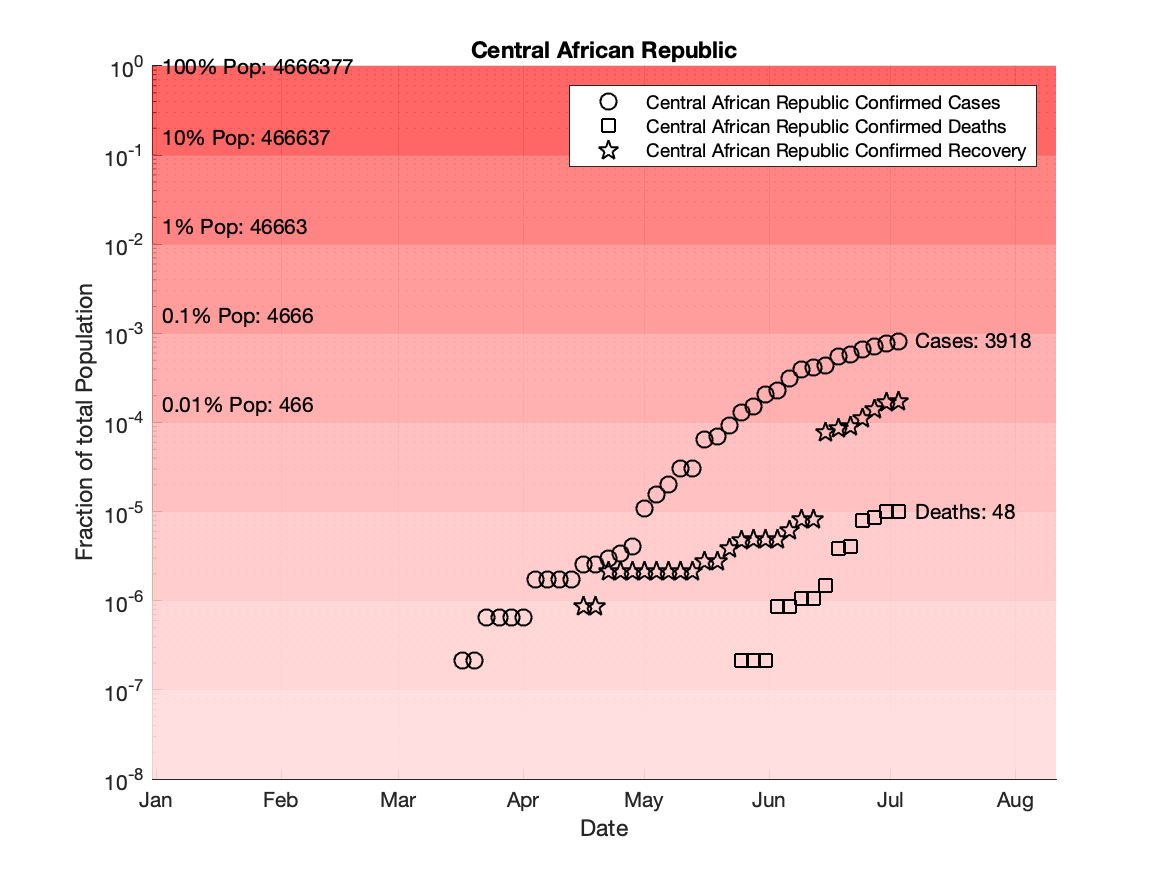 Central African Republic
10^0
100% Pop: 4666377
Central African Republic Confirmed Cases
Central African Republic Confirmed Deaths
Central African Republic Confirmed Recovery
10% Pop: 466637
10^-1
1% Pop: 46663
10^-2
0.1% Pop: 4666
10^-3
Cases: 3918
0.01% Pop: 466
10^-4
10^-5
Deaths: 48
10^-6
10^-7
10^-8
Fraction of total Population
Jan Feb Mar Apr May Jun Jul Aug
Date